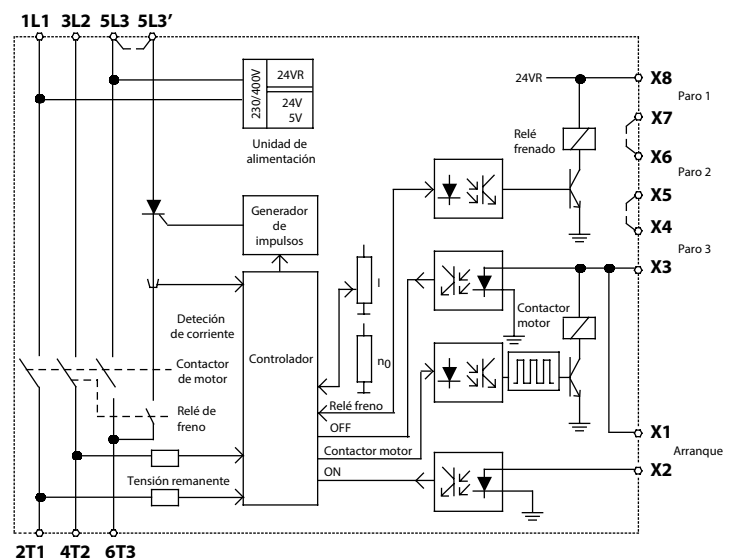 1L1 3L2 5L3 5L3′
230/400V
24VR
24V
5V
Unidad de
alimentación
24VR
X8
Paro 1
X7
Relé
frenado
X6
Paro 2
X5
X4
Paro 3
X3
Generador
de
impulsos
I
n0
Deteción
de corriente
Controlador
Contactor
motor
Contactor
de motor
Relé de
freno
Relé freno
OFF
Contactor motor
ON
X1
Arranque
X2
Tensión remanente
2T1 4T2 6T3